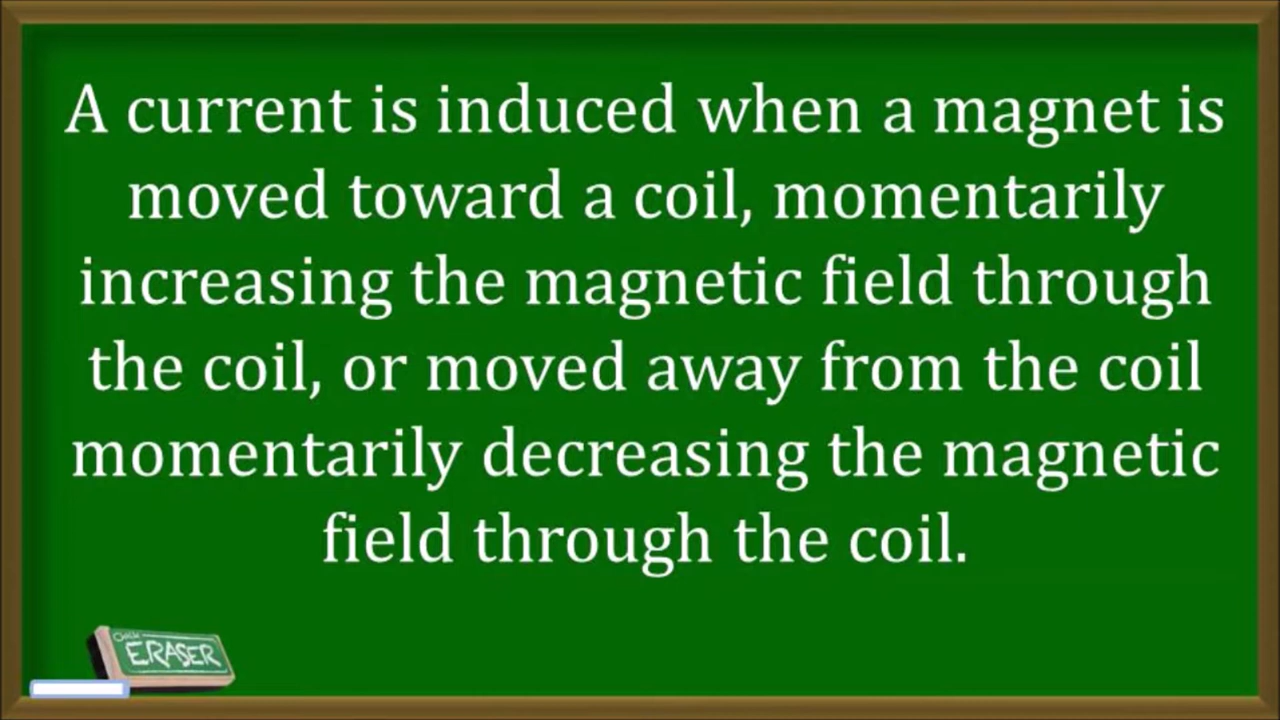 A current is induced when a magnet is
moved toward a coil, momentarily
increasing the magnetic field through
the coil, or moved away from the coil
momentarily decreasing the magnetic
field through the coil.
Chalk
ERASER